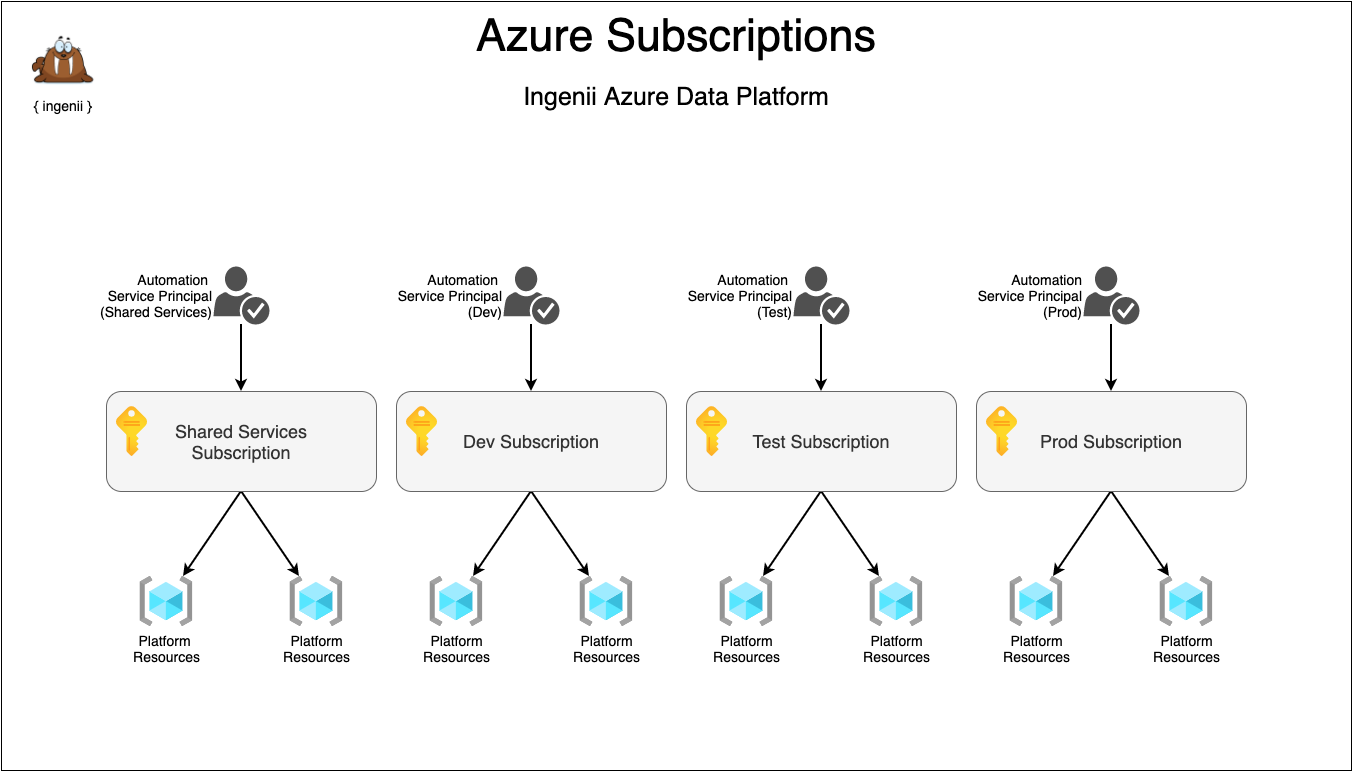 Azure Subscriptions
Ingenii Azure Data Platform
{ ingenii }
Automation
Service Principal
(Shared Services)
Automation
Service Principal
(Dev)
Automation
Service Principal
(Test)
Automation
Service Principal
(Prod)
Shared Services
Subscription
Dev Subscription
Test Subscription
Prod Subscription
Platform
Resources
Platform
Resources
Platform
Resources
Platform
Resources
Platform
Resources
Platform
Resources
Platform
Resources
Platform
Resources